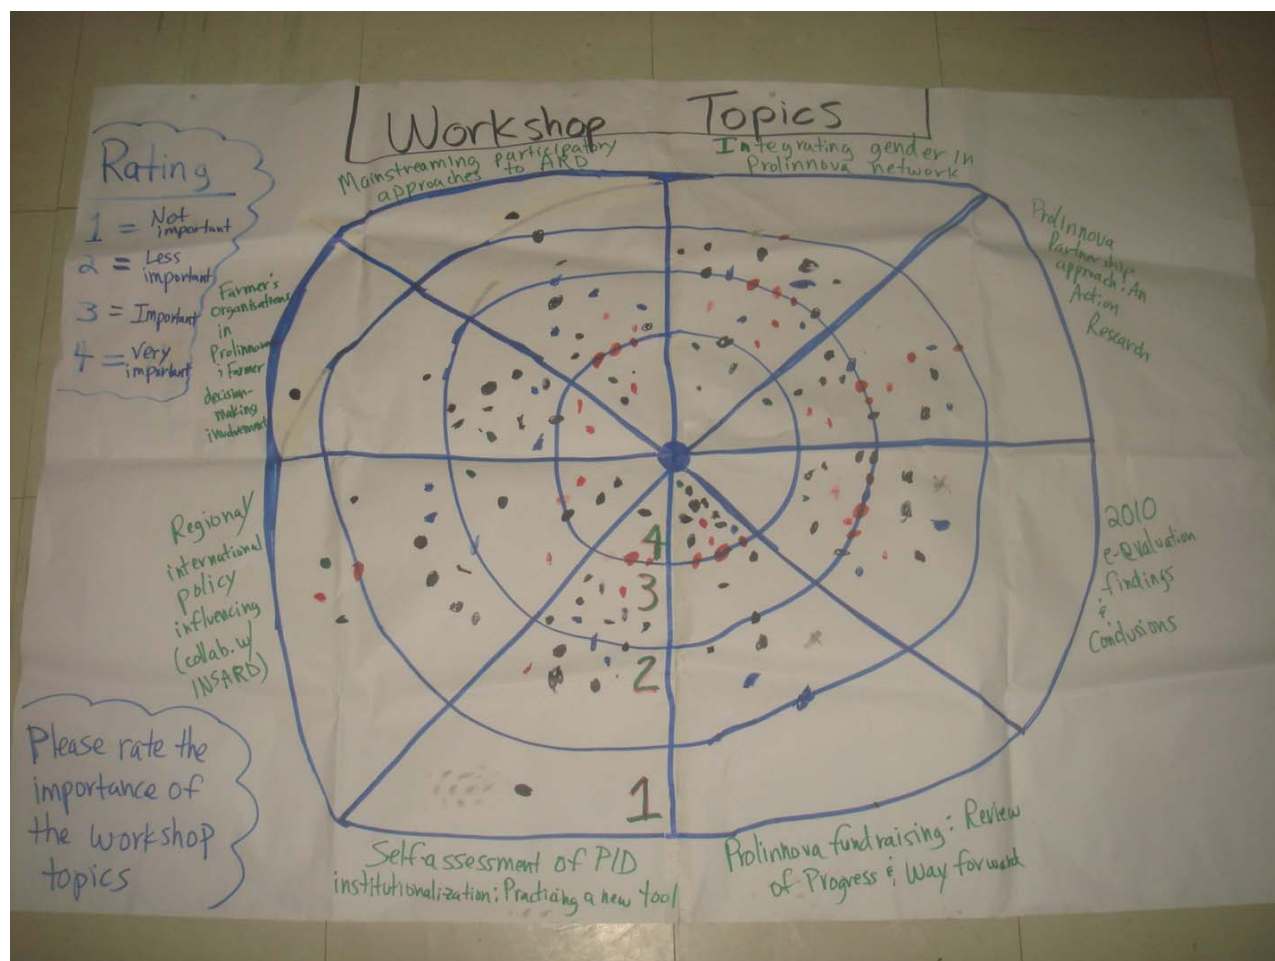 Workshop Topics
Rating
1 = Not
important
2 = Less
important
3 = Important
4 = very
important
Mainstreaming participatory
approaches to ARD
Integrating gender in
Prolinnova network
Prolinnova
Partnership
approach: An
Action
Research
2010
e-evaluation
findings
&
Conclusions
Prolinnova fundraising: Review
of Progress & Way forward
Self-assessment of PID
institutionalization: Practicing a new tool
Regional/
international
policy
influencing
(collab. w/
INSARD)
Farmer's
organisations
in
Prolinnova
: Farmer
decision-
making
involvement
4
3
2
1
Please rate the
importance of
the workshop
topics